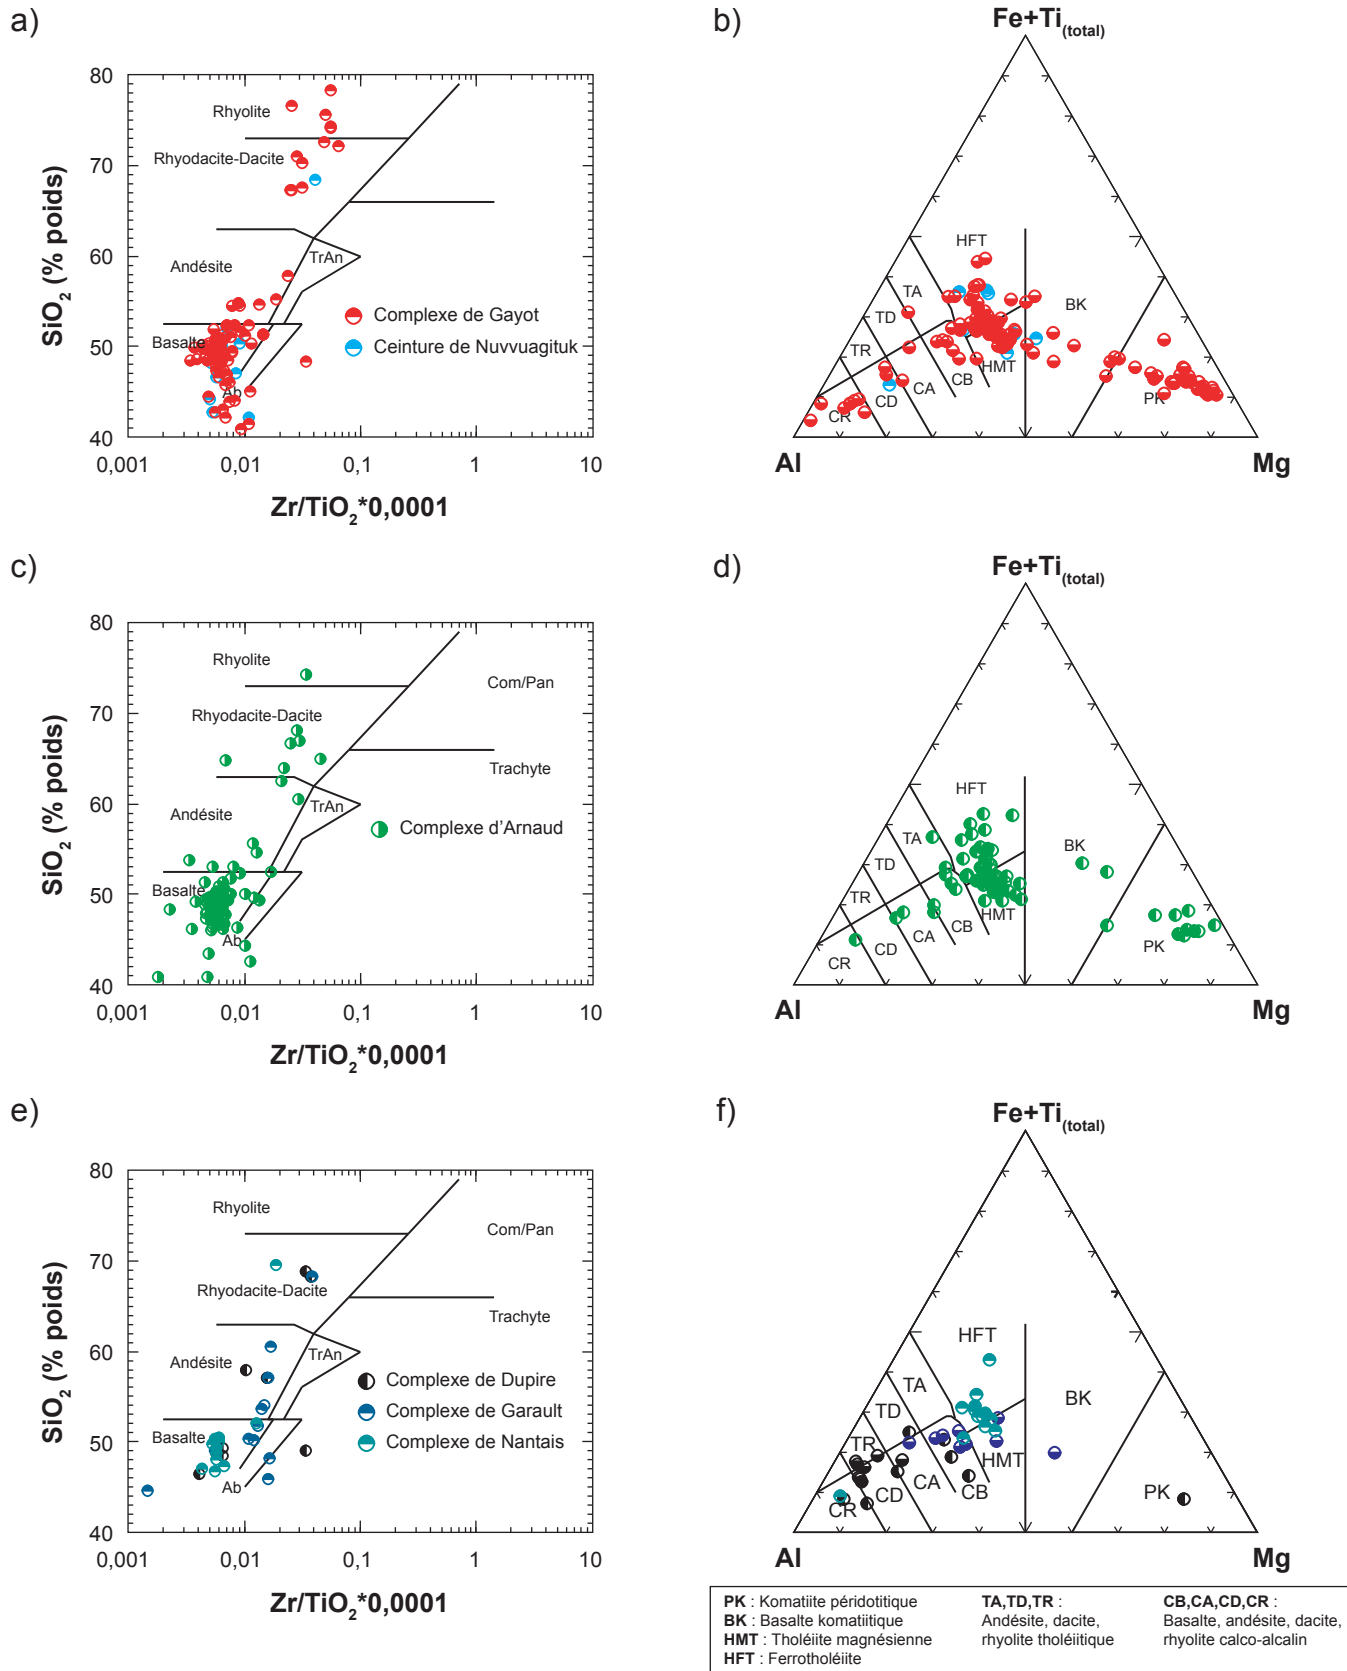 a)
80
70
60
50
40
SiO2 (% poids)
Rhyolite
Rhyodacite-Dacite
Andésite
TrAn
Basalte
Ab
Complexe de Gayot
Ceinture de Nuvvuagituk
0,001 0,01 0,1 1 10
Zr/TiO2*0,0001
b)
Fe+Ti(total)
HFT
TA
BK
TD
TR
HMT
CB
CA
CD
CR
PK
Al Mg
c)
80
70
60
50
40
SiO2 (% poids)
Rhyolite
Com/Pan
Rhyodacite-Dacite
Trachyte
Andésite
TrAn
Complexe d'Arnaud
Basalte
Ab
0,001 0,01 0,1 1 10
Zr/TiO2*0,0001
d)
Fe+Ti(total)
HFT
TA
BK
TD
TR
HMT
CB
CA
CD
CR
PK
Al Mg
e)
80
70
60
50
40
SiO2 (% poids)
Rhyolite
Com/Pan
Rhyodacite-Dacite
Trachyte
Andésite
TrAn
Complexe de Dupire
Complexe de Garault
Complexe de Nantais
Basalte
Ab
0,001 0,01 0,1 1 10
Zr/TiO2*0,0001
f)
Fe+Ti(total)
HFT
TA
BK
TD
TR
HMT
CA
CB
CD
CR
PK
Al Mg
PK : Komatiite péridotitique
BK : Basalte komatiitique
HMT : Tholéiite magnésienne
HFT : Ferrotholéiite
TA,TD,TR :
Andésite, dacite,
rhyolite tholéiitique
CB,CA,CD,CR :
Basalte, andésite, dacite,
rhyolite calco-alcalin